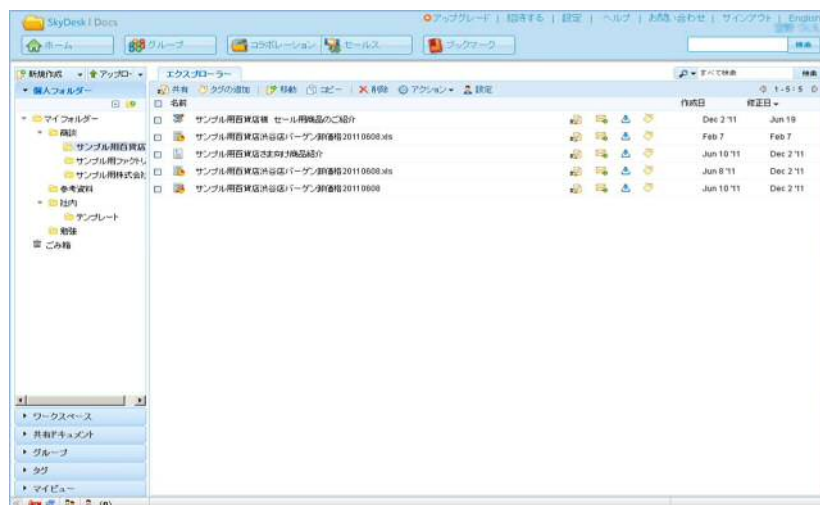 SkyDesk | Docs
アップグレード | 招待する | 設定 | ヘルプ | お問い合わせ | サインアウト | English
ホーム グループ コラボレーション セールス ブックマーク 検索
新規作成 アップロー エクスプローラー すべて検索 検索
個人フォルダー 共有 タグの追加 | 移動 コピー | 削除 アクション 設定 1-5:5
名前 作成日 修正日
マイフォルダー サンプル用百貨店様 セール用商品のご紹介 Dec 2 '11 Jun 19
商談 サンプル用百貨店渋谷店バーゲン卸価格20110608.xls Feb 7 Feb 7
サンプル用百貨店 サンプル用百貨店さま向け商品紹介 Jun 10 '11 Dec 2 '11
サンプル用ファクトリ サンプル用百貨店渋谷店バーゲン卸価格20110608.xls Jun 8 '11 Dec 2 '11
サンプル用株式会社 サンプル用百貨店渋谷店バーゲン卸価格20110608 Jun 10 '11 Dec 2 '11
参考資料
社内
テンプレート
勉強
ごみ箱
ワークスペース
共有ドキュメント
グループ
タグ
マイビュー
(0)